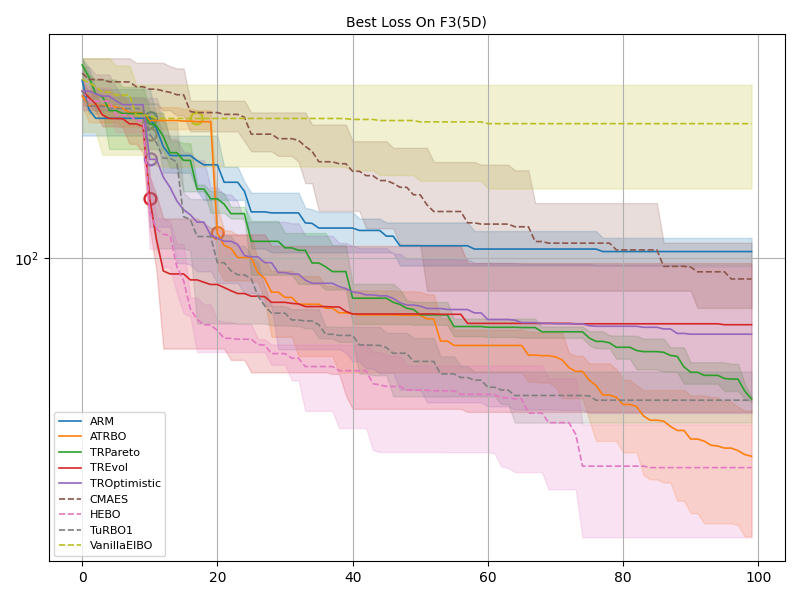 Best Loss On F3(5D)
10²
ARM
ATRBO
TRPareto
TREvol
TROptimistic
CMAES
HEBO
TuRBO1
VanillaEIBO
0 20 40 60 80 100